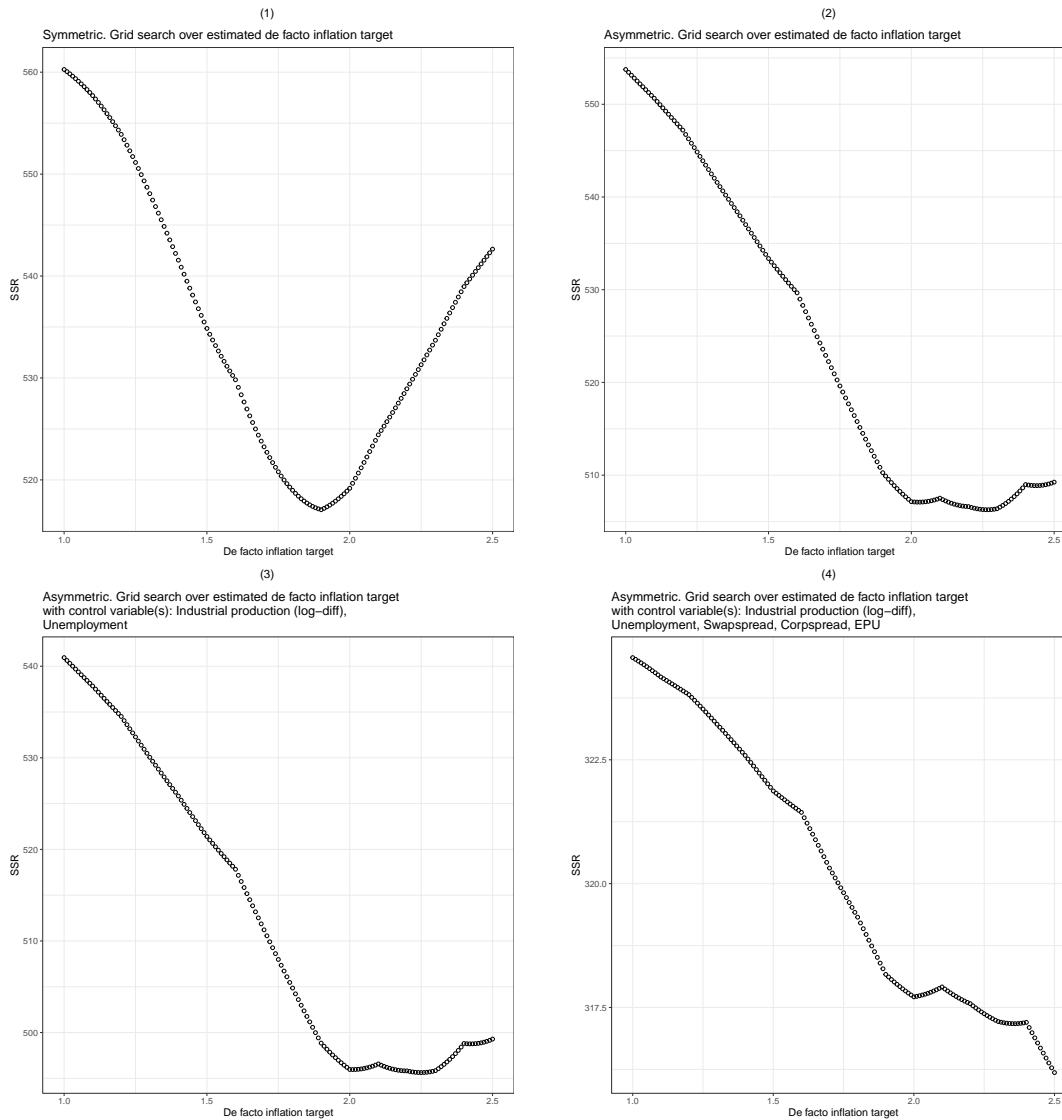 (1)
Symmetric. Grid search over estimated de facto inflation target
560
550
540
530
520
SSR
1.0
1.5
2.0
2.5
De facto inflation target
(2)
Asymmetric. Grid search over estimated de facto inflation target
550
540
530
520
510
SSR
1.0
1.5
2.0
2.5
De facto inflation target
(3)
Asymmetric. Grid search over estimated de facto inflation target
with control variable(s): Industrial production (log−diff),
Unemployment
540
530
520
510
500
SSR
1.0
1.5
2.0
2.5
De facto inflation target
(4)
Asymmetric. Grid search over estimated de facto inflation target
with control variable(s): Industrial production (log−diff),
Unemployment, Swapspread, Corpspread, EPU
322.5
320.0
317.5
SSR
1.0
1.5
2.0
2.5
De facto inflation target